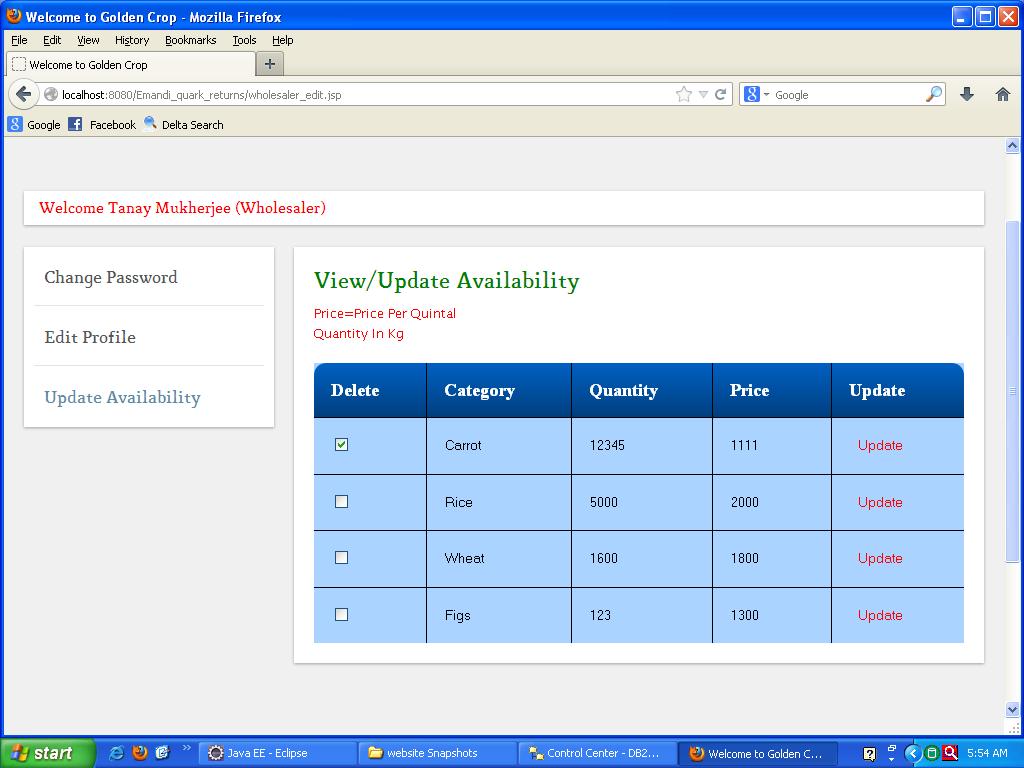 Welcome to Golden Crop - Mozilla Firefox
File Edit View History Bookmarks Tools Help
Welcome to Golden Crop
localhost:8080/Emandi_quark_returns/wholesaler_edit.jsp
Google
Google Facebook Delta Search
Welcome Tanay Mukherjee (Wholesaler)
Change Password
Edit Profile
Update Availability
View/Update Availability
Price=Price Per Quintal
Quantity In Kg
Delete Category Quantity Price Update
Carrot 12345 1111 Update
Rice 5000 2000 Update
Wheat 1600 1800 Update
Figs 123 1300 Update
start
Java EE - Eclipse
website Snapshots
Control Center - DB2...
Welcome to Golden C...
5:54 AM